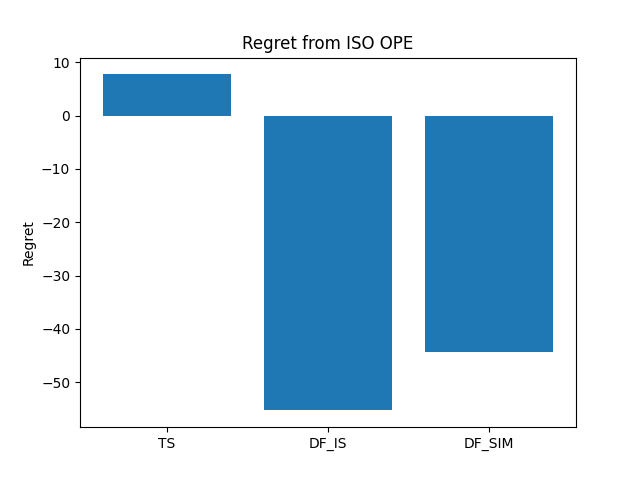 Regret from ISO OPE
10
0
−10
−20
−30
−40
−50
Regret
TS
DF_IS
DF_SIM